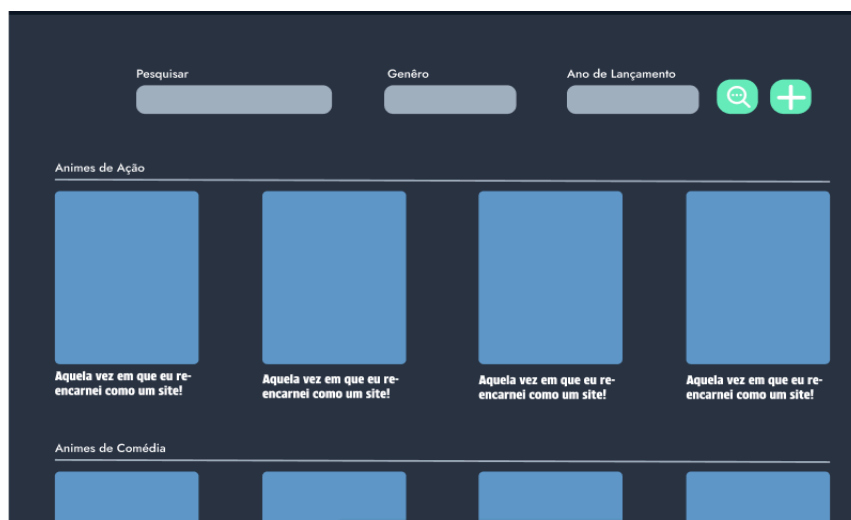 Pesquisar
Genêro
Ano de Lançamento
Animes de Ação
Aquela vez em que eu re-
encarnei como um site!
Aquela vez em que eu re-
encarnei como um site!
Aquela vez em que eu re-
encarnei como um site!
Aquela vez em que eu re-
encarnei como um site!
Animes de Comédia